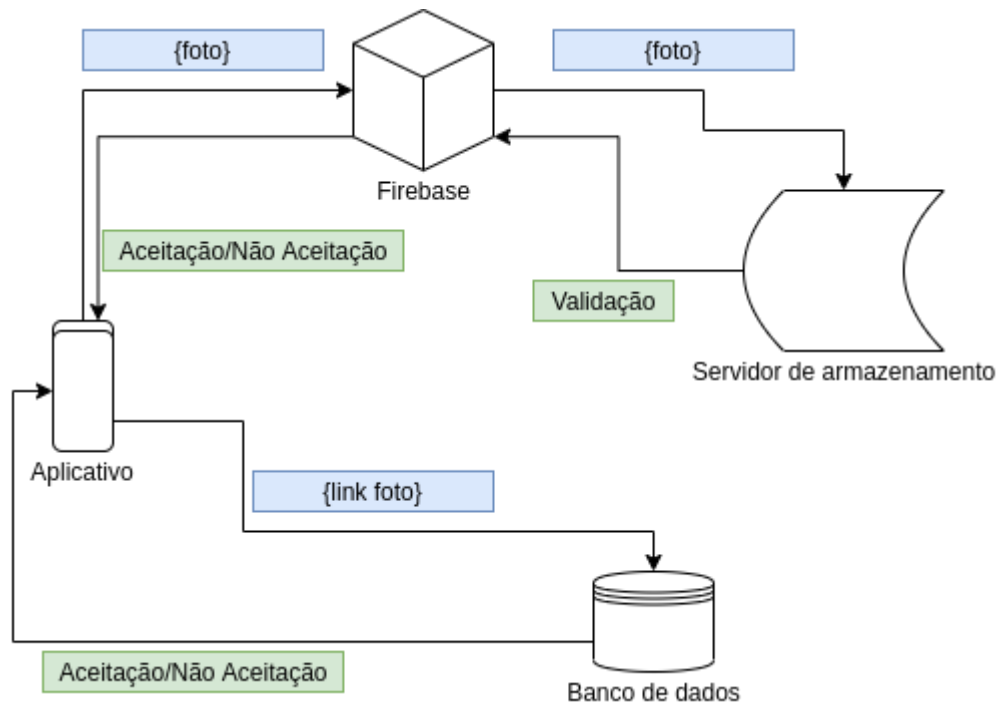 {foto}
{foto}
Firebase
Aceitação/Não Aceitação
Validação
Servidor de armazenamento
Aplicativo
{link foto}
Aceitação/Não Aceitação
Banco de dados